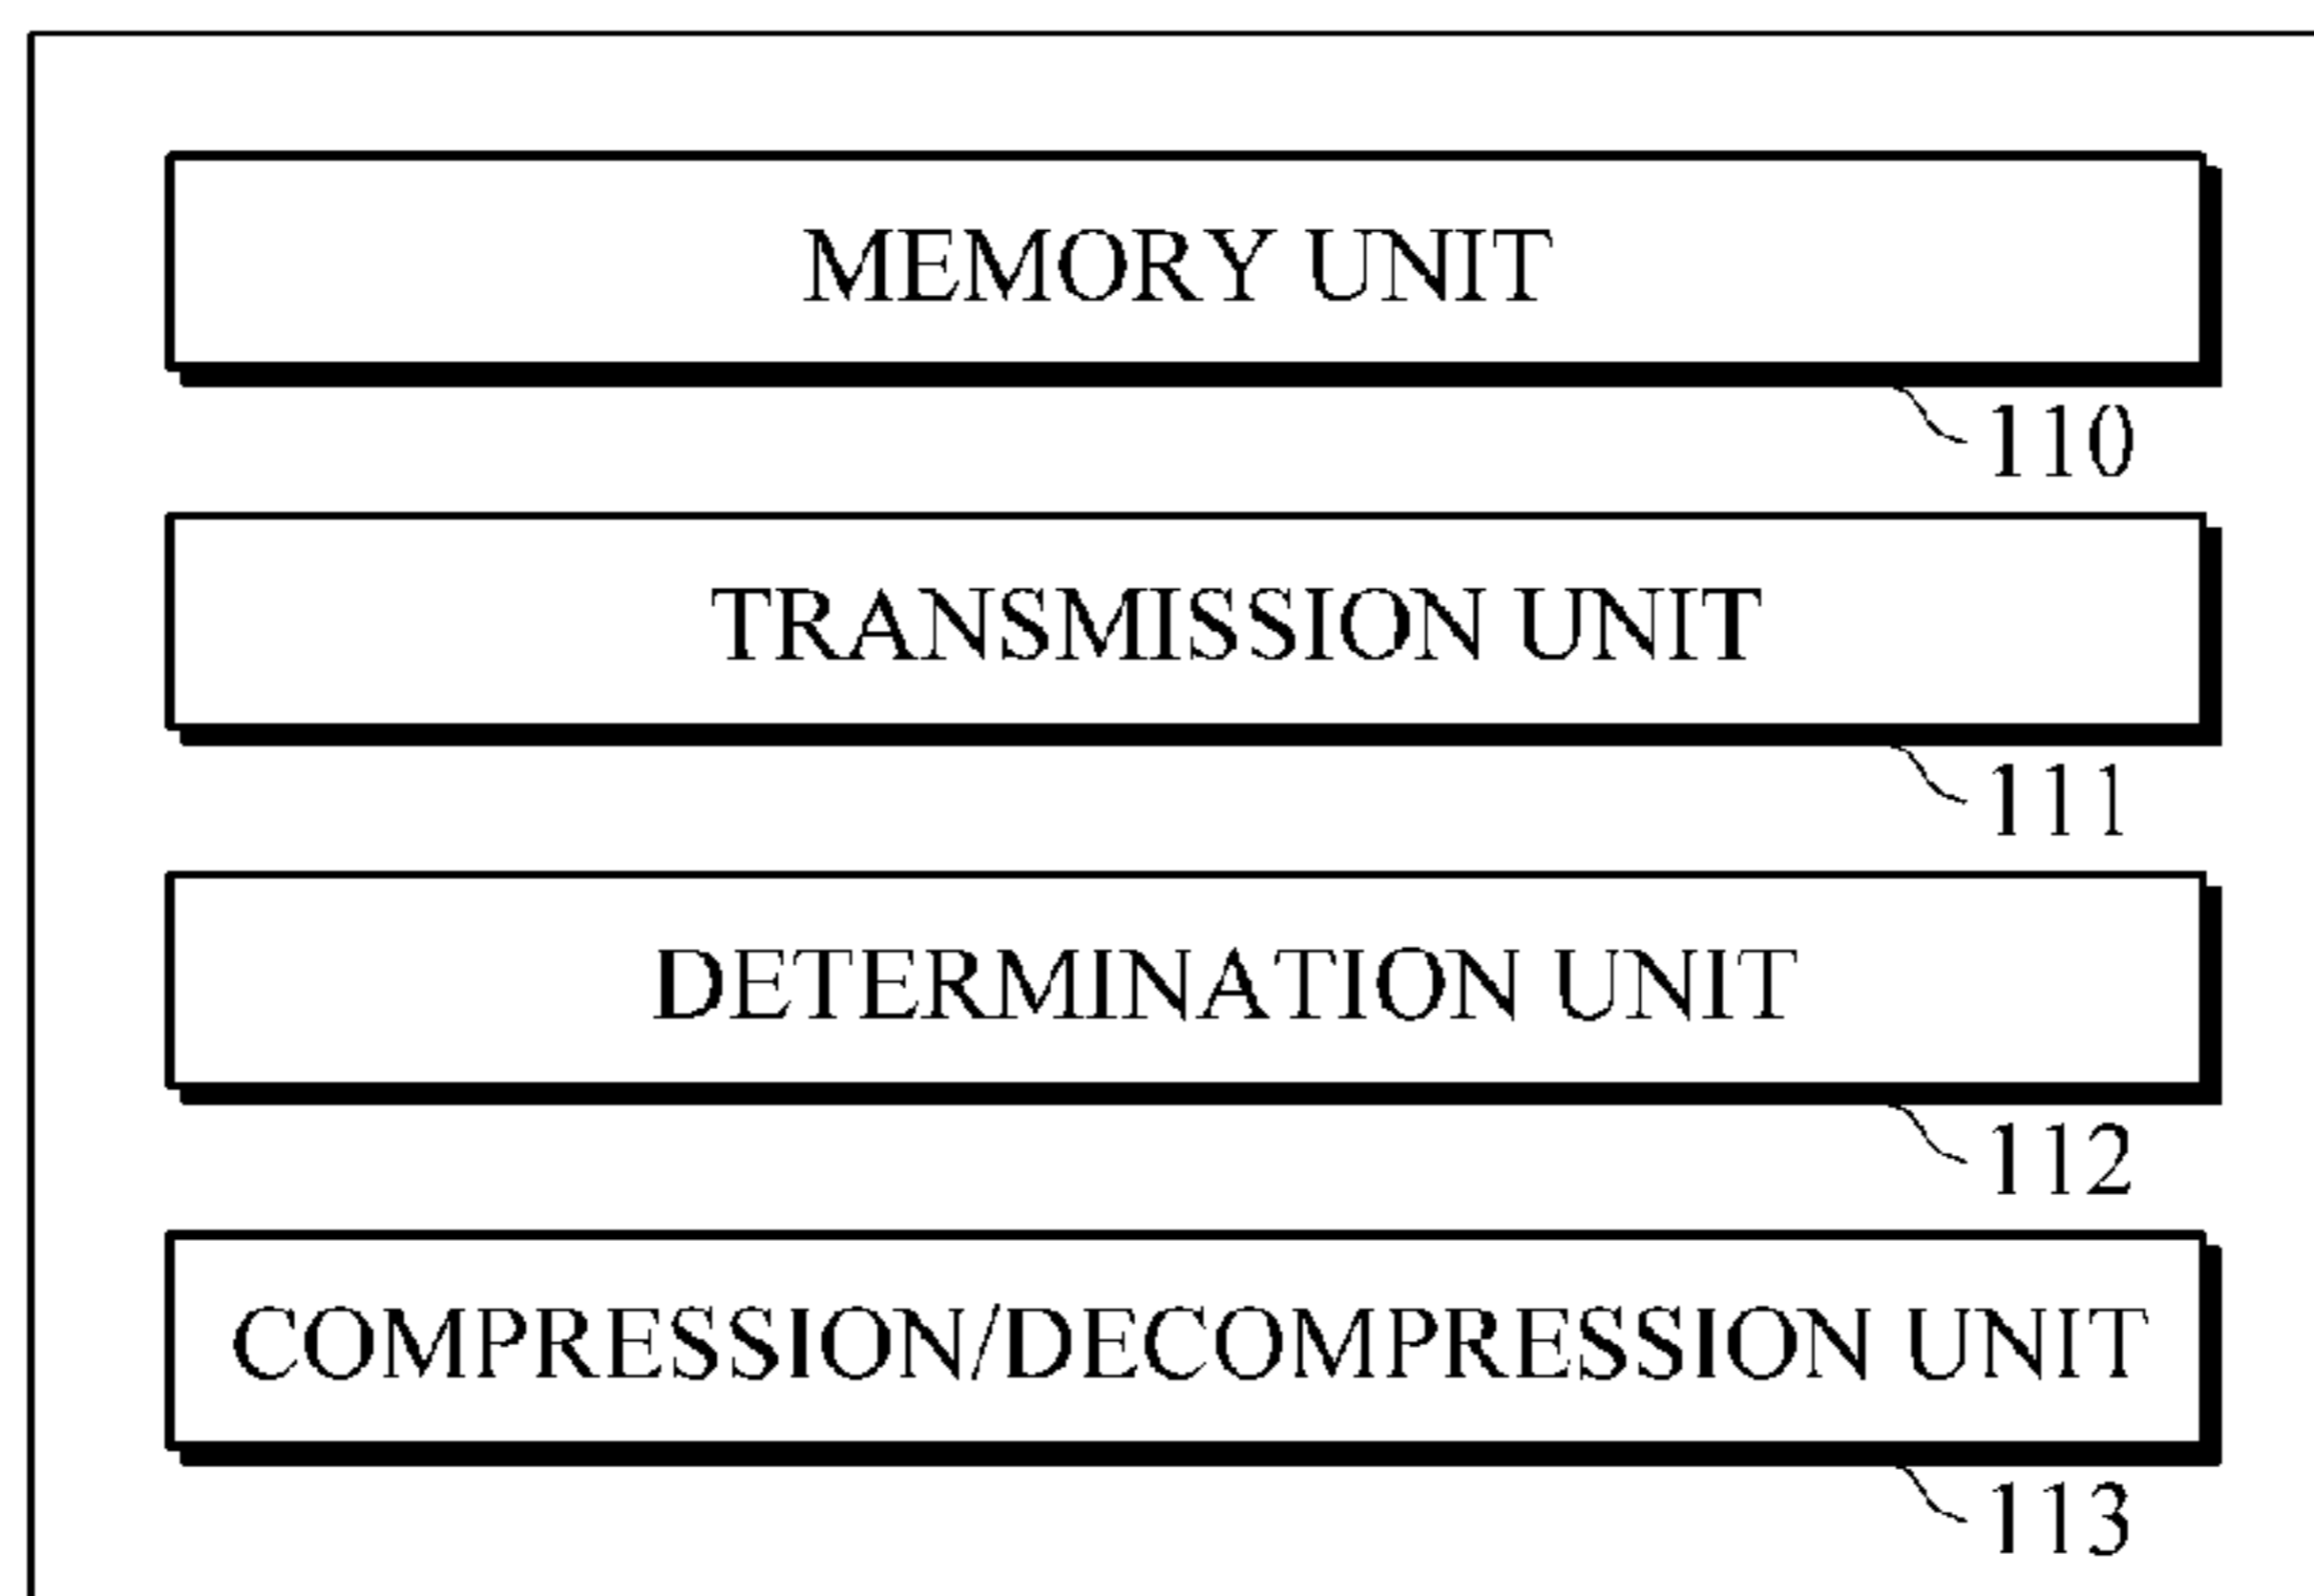 MEMORY UNIT
110
TRANSMISSION UNIT
111
DETERMINATION UNIT
112
COMPRESSION/DECOMPRESSION UNIT
113